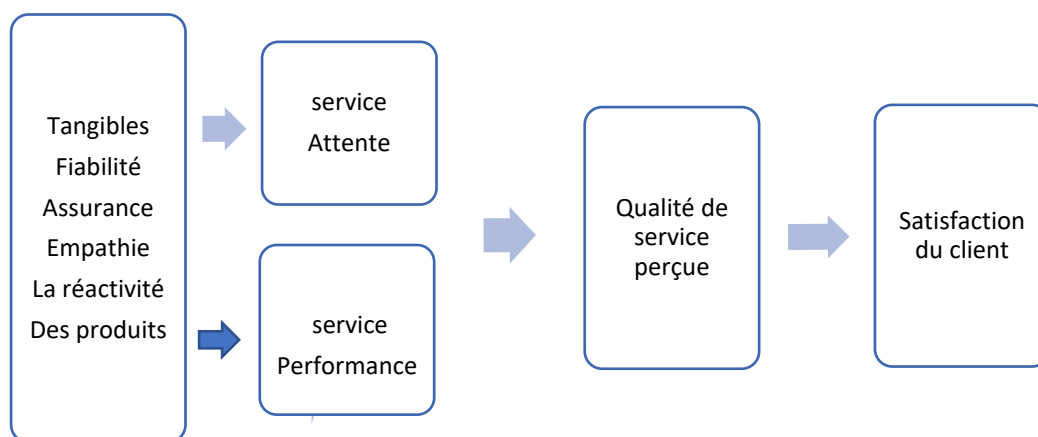 Tangibles
Fiabilité
Assurance
Empathie
La réactivité
Des produits
service
Attente
service
Performance
Qualité de
service
perçue
Satisfaction
du client